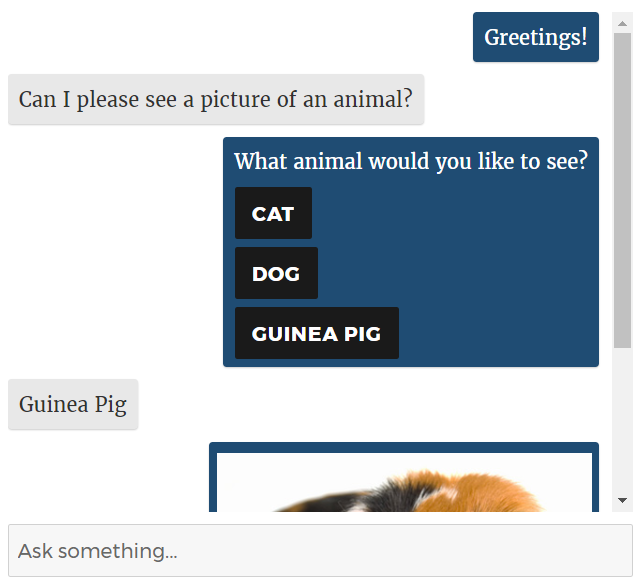 Greetings!
Can I please see a picture of an animal?
What animal would you like to see?
CAT
DOG
GUINEA PIG
Guinea Pig
Ask something...